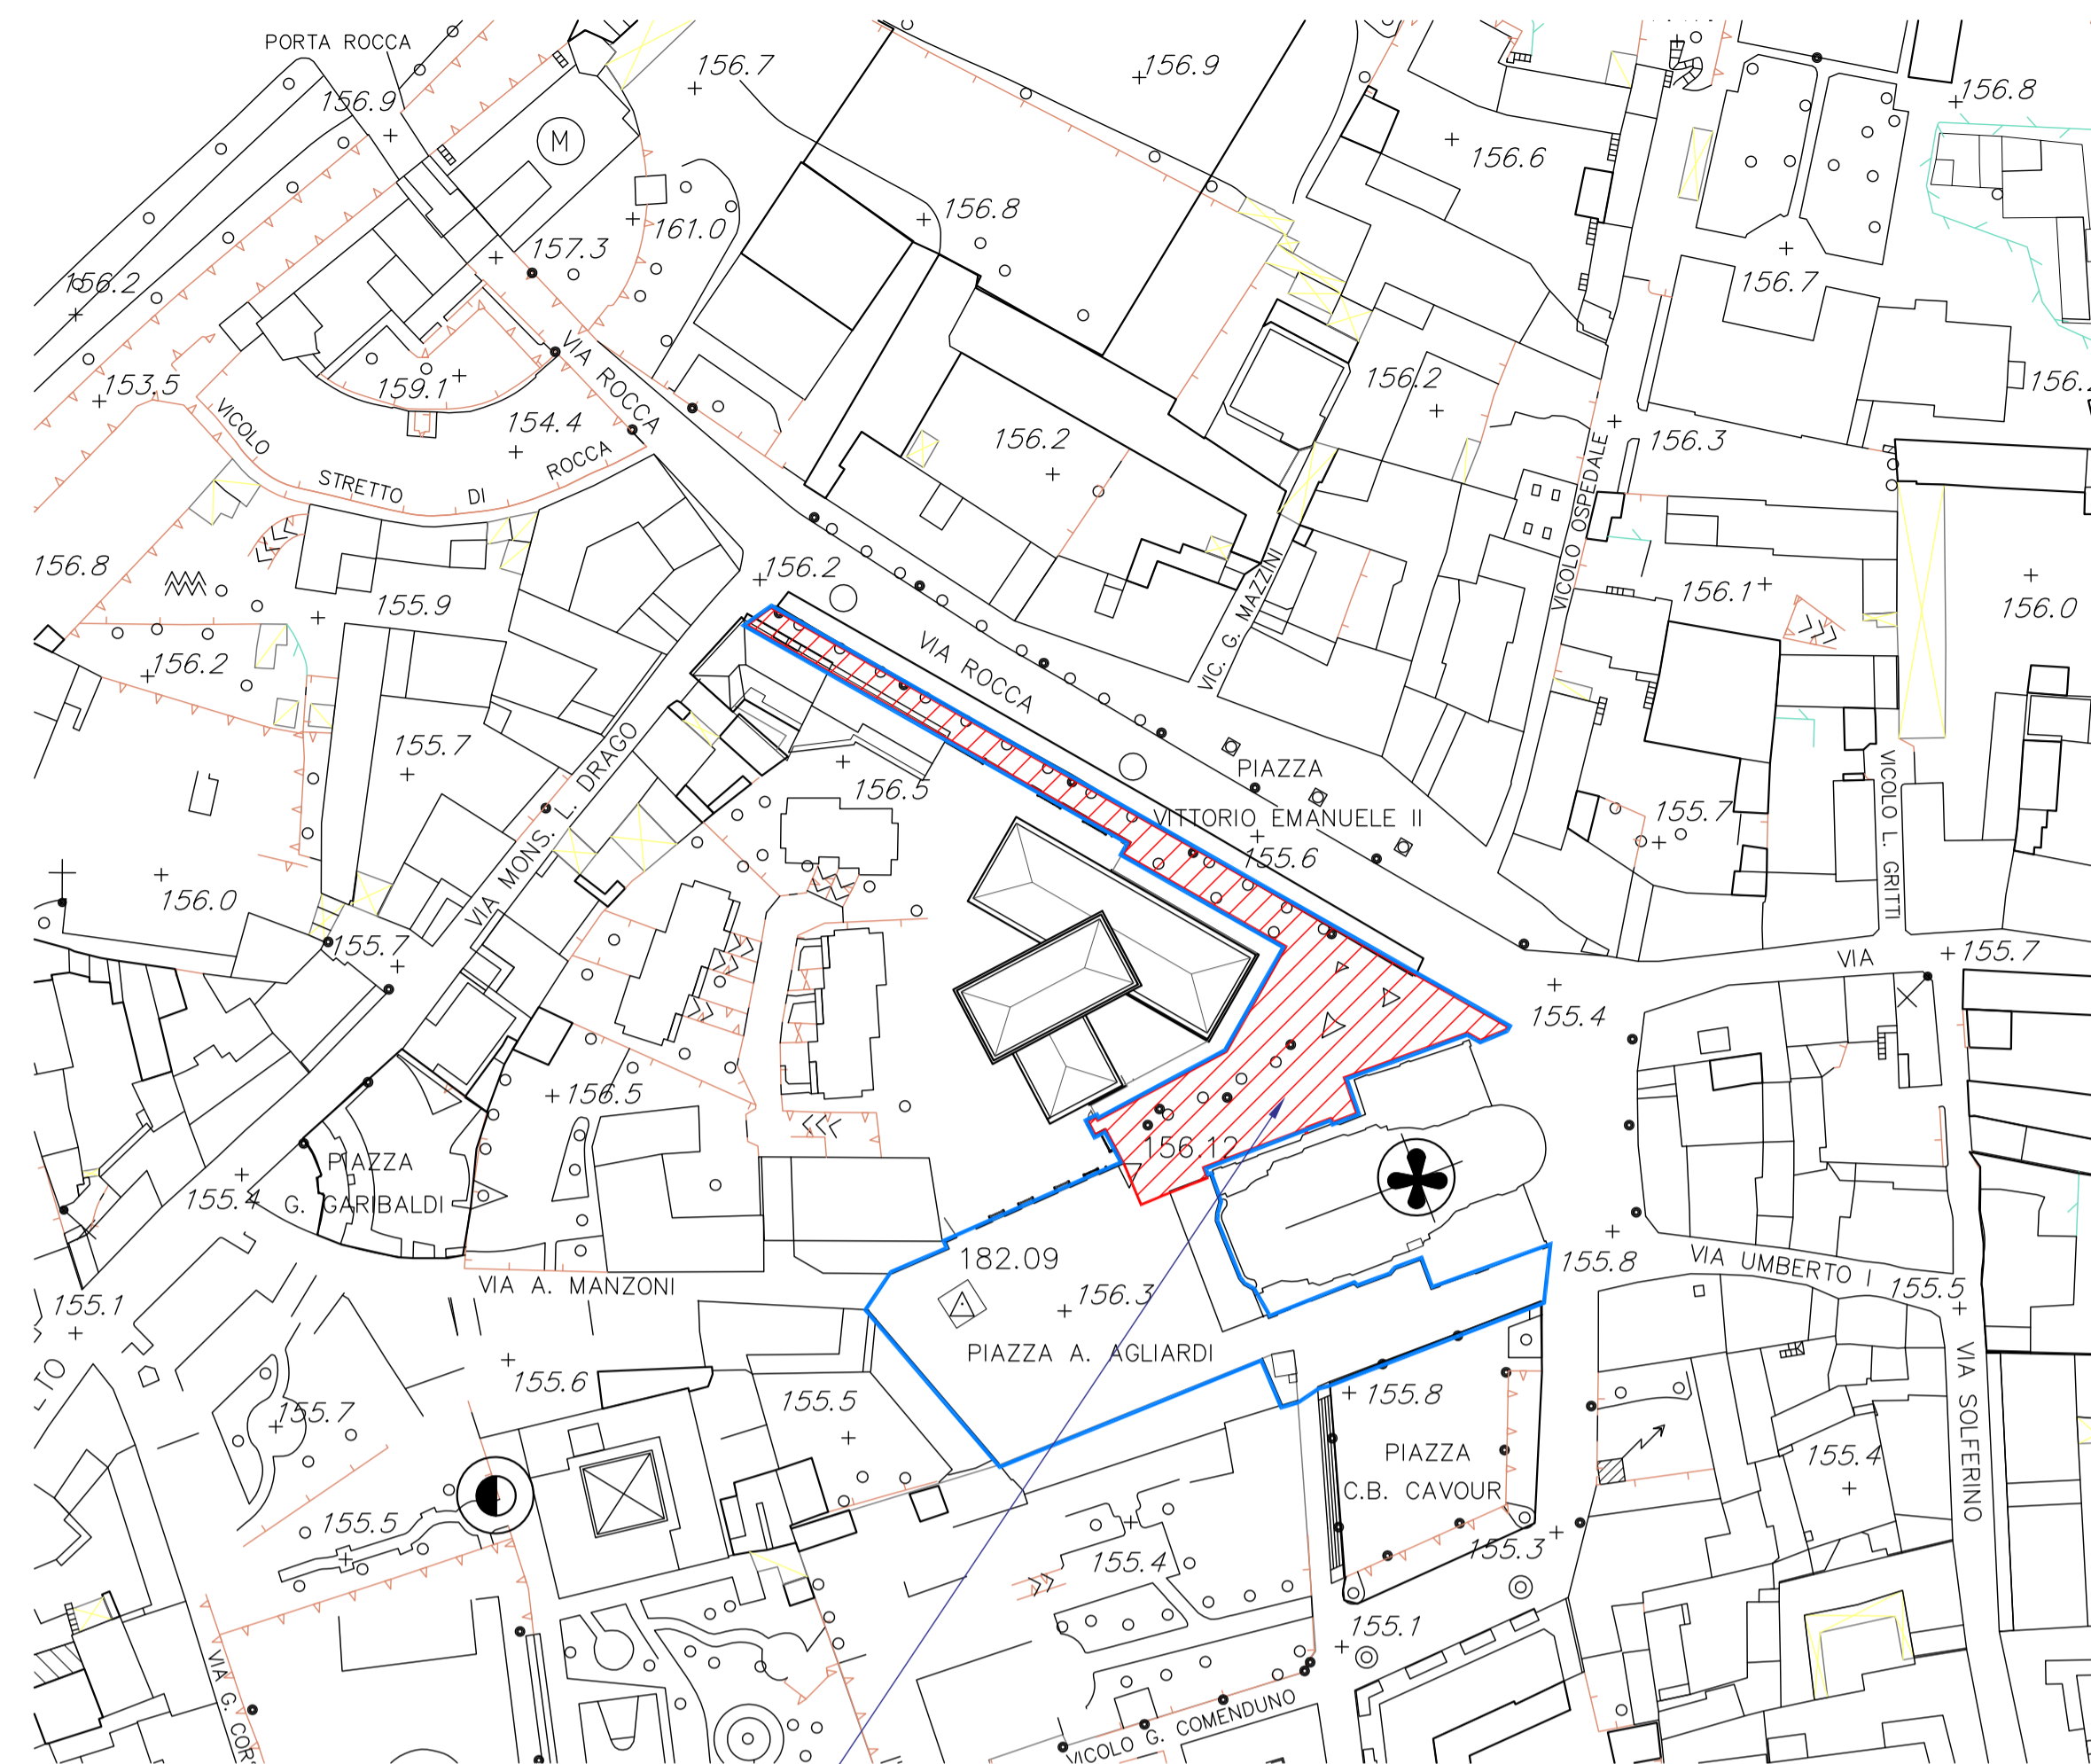 PORTA ROCCA
156.7
156.9
156.8
156.9
M
156.6
156.8
161.0
157.3
156.2
156.7
VIA ROCCA
153.5
159.1
156.2
154.4
156.2
156.3
VICOLO
STRETTO DI ROCCA
VICOLO OSPEDALE
156.8
156.2
155.9
156.1
156.0
VIC. G. MAZZINI
156.2
VIA ROCCA
155.7
VIA MONS. L. DRAGO
156.5
PIAZZA
VITTORIO EMANUELE II
155.6
155.7
VICOLO L. GRITTI
156.0
155.7
VIA
155.7
155.4
156.5
156.12
PIAZZA
G. GARIBALDI
155.4
182.09
155.8
VIA UMBERTO I
155.5
VIA A. MANZONI
156.3
155.1
PIAZZA A. AGLIARDI
155.6
155.5
155.8
155.7
PIAZZA
C.B. CAVOUR
155.4
VIA SOLFERINO
155.5
155.4
155.3
155.1
VICOLO G. COMENDUNO